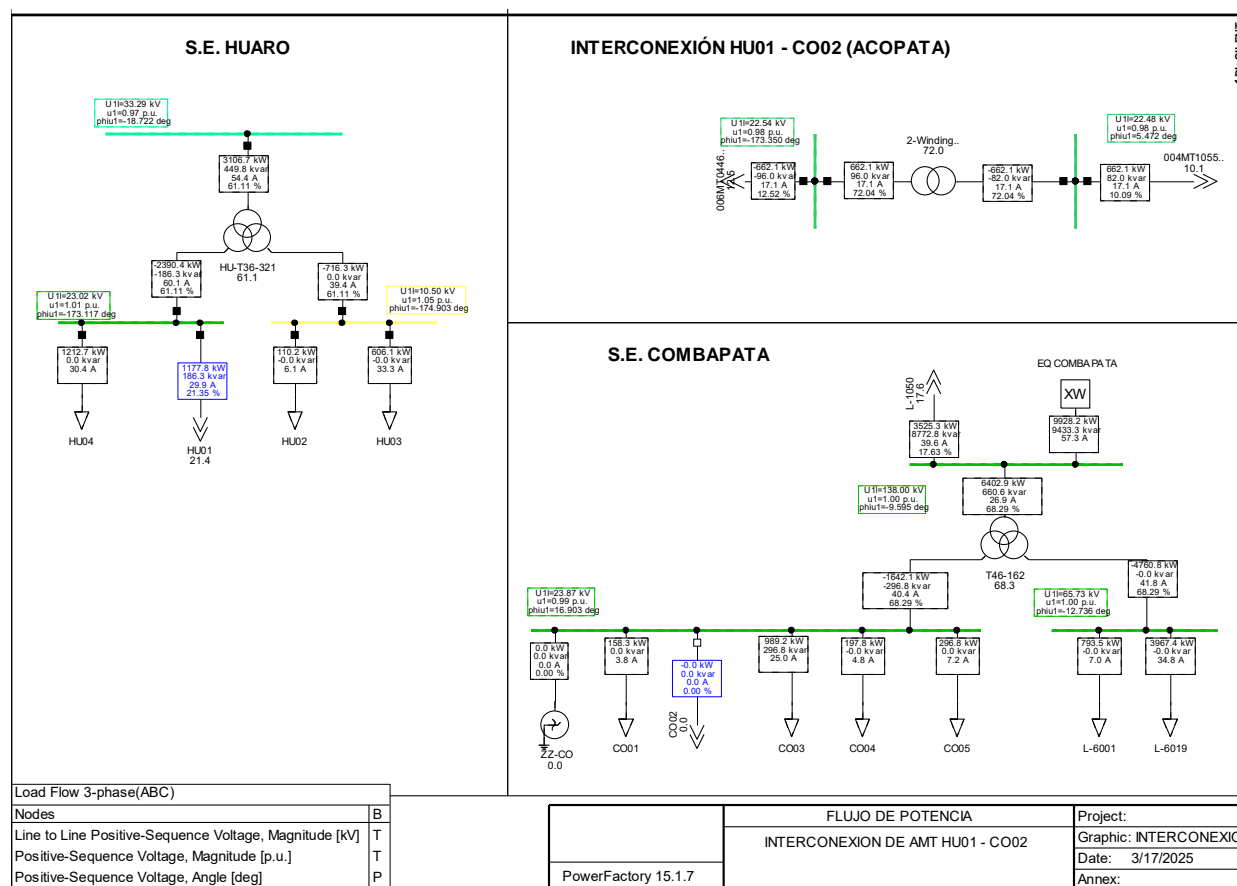 S.E. HUARO
U1l=33.29 kV
u1=0.97 p.u.
phiu1=-18.722 deg
3106.7 kW
449.8 kvar
54.4 A
61.11 %
HU-T36-321
61.1
-2390.4 kW
-186.3 kvar
60.1 A
61.11 %
-716.3 kW
0.0 kvar
39.4 A
61.11 %
U1l=23.02 kV
u1=1.01 p.u.
phiu1=-173.117 deg
U1l=10.50 kV
u1=1.05 p.u.
phiu1=-174.903 deg
1212.7 kW
0.0 kvar
30.4 A
1177.8 kW
186.3 kvar
29.9 A
21.35 %
110.2 kW
-0.0 kvar
6.1 A
606.1 kW
-0.0 kvar
33.3 A
HU04
HU01
21.4
HU02
HU03
INTERCONEXIÓN HU01 - CO02 (ACOPATA)
U1l=22.54 kV
u1=0.98 p.u.
phiu1=-173.350 deg
U1l=22.48 kV
u1=0.98 p.u.
phiu1=5.472 deg
006MT0446..
12.5
-662.1 kW
-96.0 kvar
17.1 A
12.52 %
662.1 kW
96.0 kvar
17.1 A
72.04 %
2-Winding..
72.0
-662.1 kW
-82.0 kvar
17.1 A
72.04 %
662.1 kW
82.0 kvar
17.1 A
10.09 %
004MT1055..
10.1
S.E. COMBAPATA
L-1050
17.6
EQ COMBAPATA
XW
3525.3 kW
8772.8 kvar
39.6 A
17.63 %
9928.2 kW
9433.3 kvar
57.3 A
U1l=138.00 kV
u1=1.00 p.u.
phiu1=-9.595 deg
6402.9 kW
660.6 kvar
26.9 A
68.29 %
T46-162
68.3
-1642.1 kW
-296.8 kvar
40.4 A
68.29 %
-4760.8 kW
-0.0 kvar
41.8 A
68.29 %
U1l=23.87 kV
u1=0.99 p.u.
phiu1=16.903 deg
U1l=65.73 kV
u1=1.00 p.u.
phiu1=-12.736 deg
0.0 kW
0.0 kvar
0.0 A
0.00 %
158.3 kW
0.0 kvar
3.8 A
-0.0 kW
0.0 kvar
0.0 A
0.00 %
989.2 kW
296.8 kvar
25.0 A
197.8 kW
-0.0 kvar
4.8 A
296.8 kW
0.0 kvar
7.2 A
793.5 kW
-0.0 kvar
7.0 A
3967.4 kW
-0.0 kvar
34.8 A
ZZ-CO
0.0
CO01
CO02
0.0
CO03
CO04
CO05
L-6001
L-6019
Load Flow 3-phase(ABC)
Nodes B
Line to Line Positive-Sequence Voltage, Magnitude [kV] T
Positive-Sequence Voltage, Magnitude [p.u.] T
Positive-Sequence Voltage, Angle [deg] P
PowerFactory 15.1.7
FLUJO DE POTENCIA
INTERCONEXION DE AMT HU01 - CO02
Project:
Graphic: INTERCONEXIO
Date: 3/17/2025
Annex: